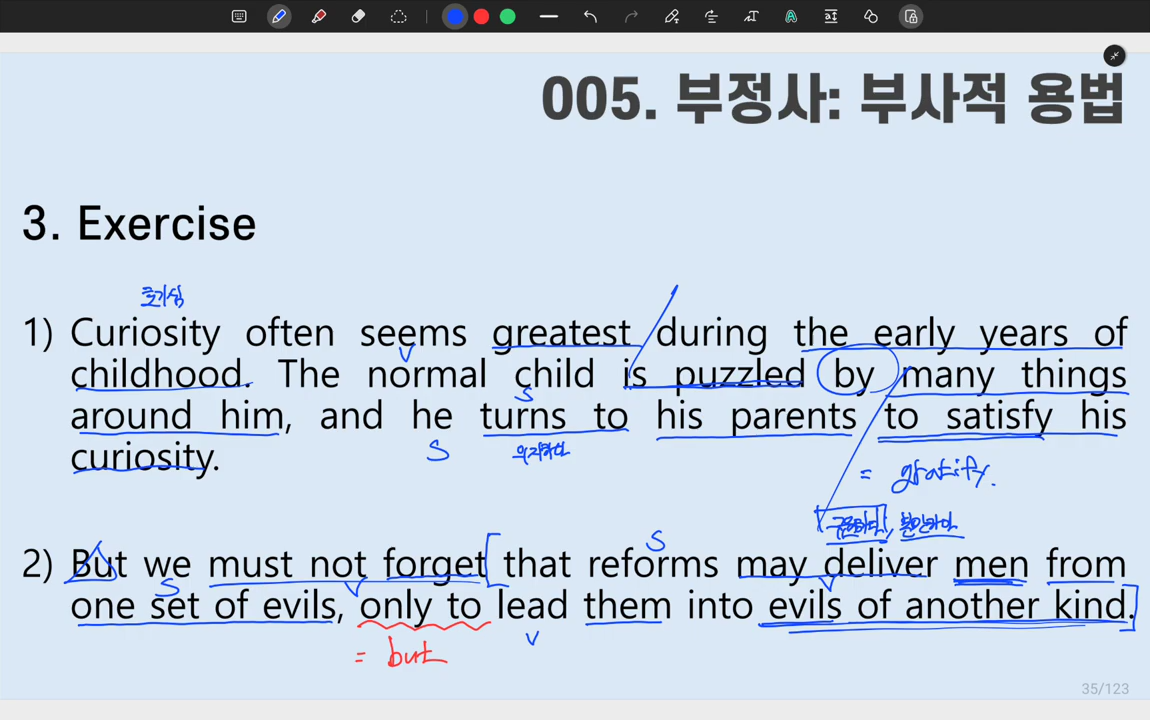 005. 부정사: 부사적 용법
3. Exercise
호기심
1) Curiosity often seems greatest during the early years of
v
childhood. The normal child is puzzled by many things
s
around him, and he turns to his parents to satisfy his
S 의지하다
curiosity.
= gratify.
구원하다, 분만하다
S
2) But we must not forget that reforms may deliver men from
S v v
one set of evils, only to lead them into evils of another kind.
v
= but
35/123